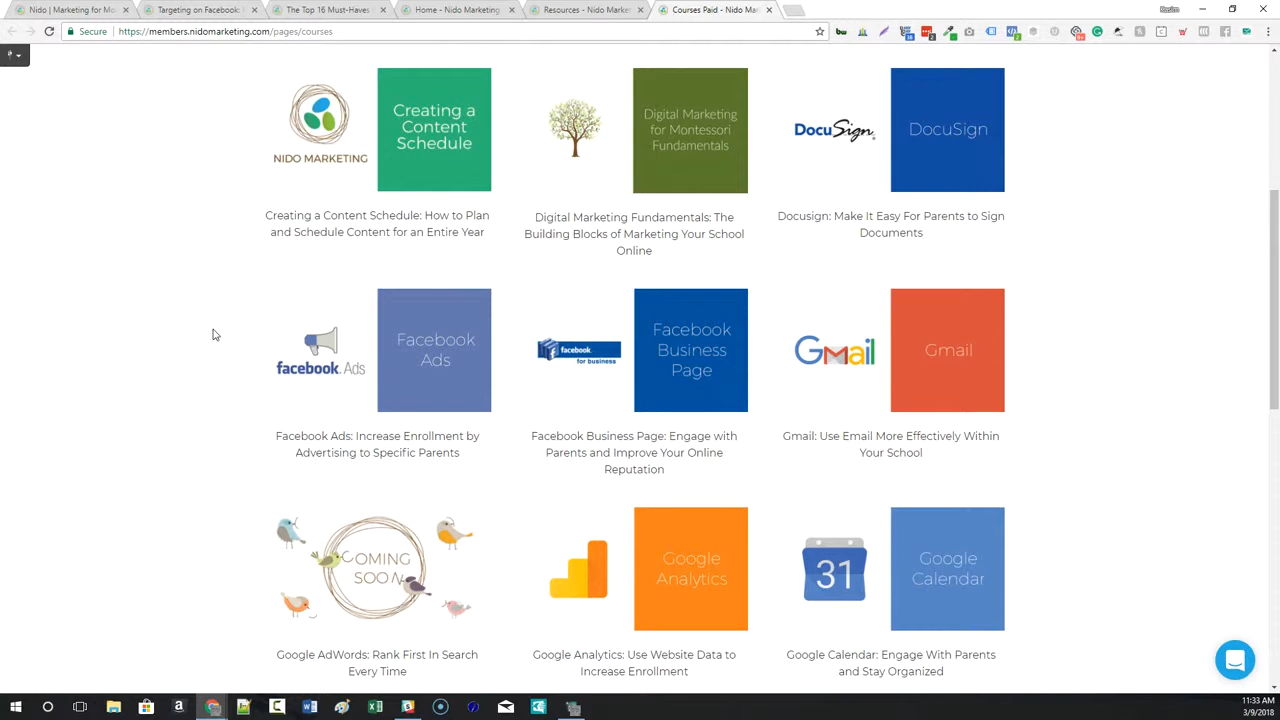 Nido | Marketing for Mo
Targeting on Facebook:
The Top 16 Must-Haves
Home - Nido Marketing
Resources - Nido Market
Courses Paid - Nido Mar
Secure
https://members.nidomarketing.com/pages/courses
NIDO MARKETING
Creating a
Content
Schedule
Digital Marketing
for Montessori
Fundamentals
DocuSign
DocuSign
Creating a Content Schedule: How to Plan
and Schedule Content for an Entire Year
Digital Marketing Fundamentals: The
Building Blocks of Marketing Your School
Online
Docusign: Make It Easy For Parents to Sign
Documents
facebook Ads
Facebook
Ads
facebook
for business
Facebook
Business
Page
Gmail
Gmail
Facebook Ads: Increase Enrollment by
Advertising to Specific Parents
Facebook Business Page: Engage with
Parents and Improve Your Online
Reputation
Gmail: Use Email More Effectively Within
Your School
COMING
SOON
Google
Analytics
31
Google
Calendar
Google AdWords: Rank First In Search
Every Time
Google Analytics: Use Website Data to
Increase Enrollment
Google Calendar: Engage With Parents
and Stay Organized
11:33 AM
3/9/2018